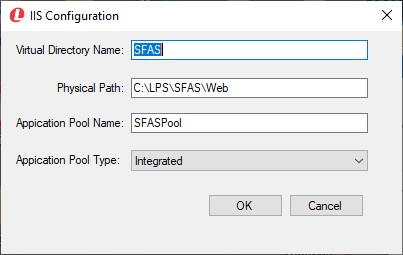 IIS Configuration
Virtual Directory Name: SFAS
Physical Path: C:\LPS\SFAS\Web
Appication Pool Name: SFASPool
Appication Pool Type: Integrated
OK Cancel